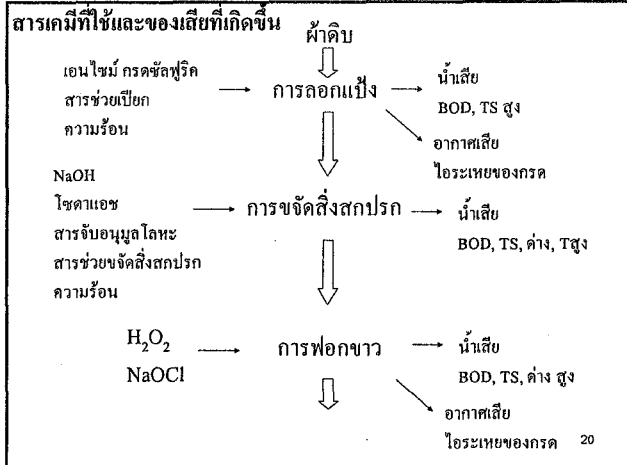 สารเคมีที่ใช้และของเสียที่เกิดขึ้น
ผ้าดิบ
เอนไซม์ กรดซัลฟูริค
สารช่วยเปียก
ความร้อน
การลอกแป้ง
น้ำเสีย
BOD, TS สูง
อากาศเสีย
ไอระเหยของกรด
NaOH
โซดาแอช
สารจับอนุมูลโลหะ
สารช่วยขจัดสิ่งสกปรก
ความร้อน
การขจัดสิ่งสกปรก
น้ำเสีย
BOD, TS, ค่าง, Tสูง
H₂O₂
NaOCl
การฟอกขาว
น้ำเสีย
BOD, TS, ค่าง สูง
อากาศเสีย
ไอระเหยของกรด
20